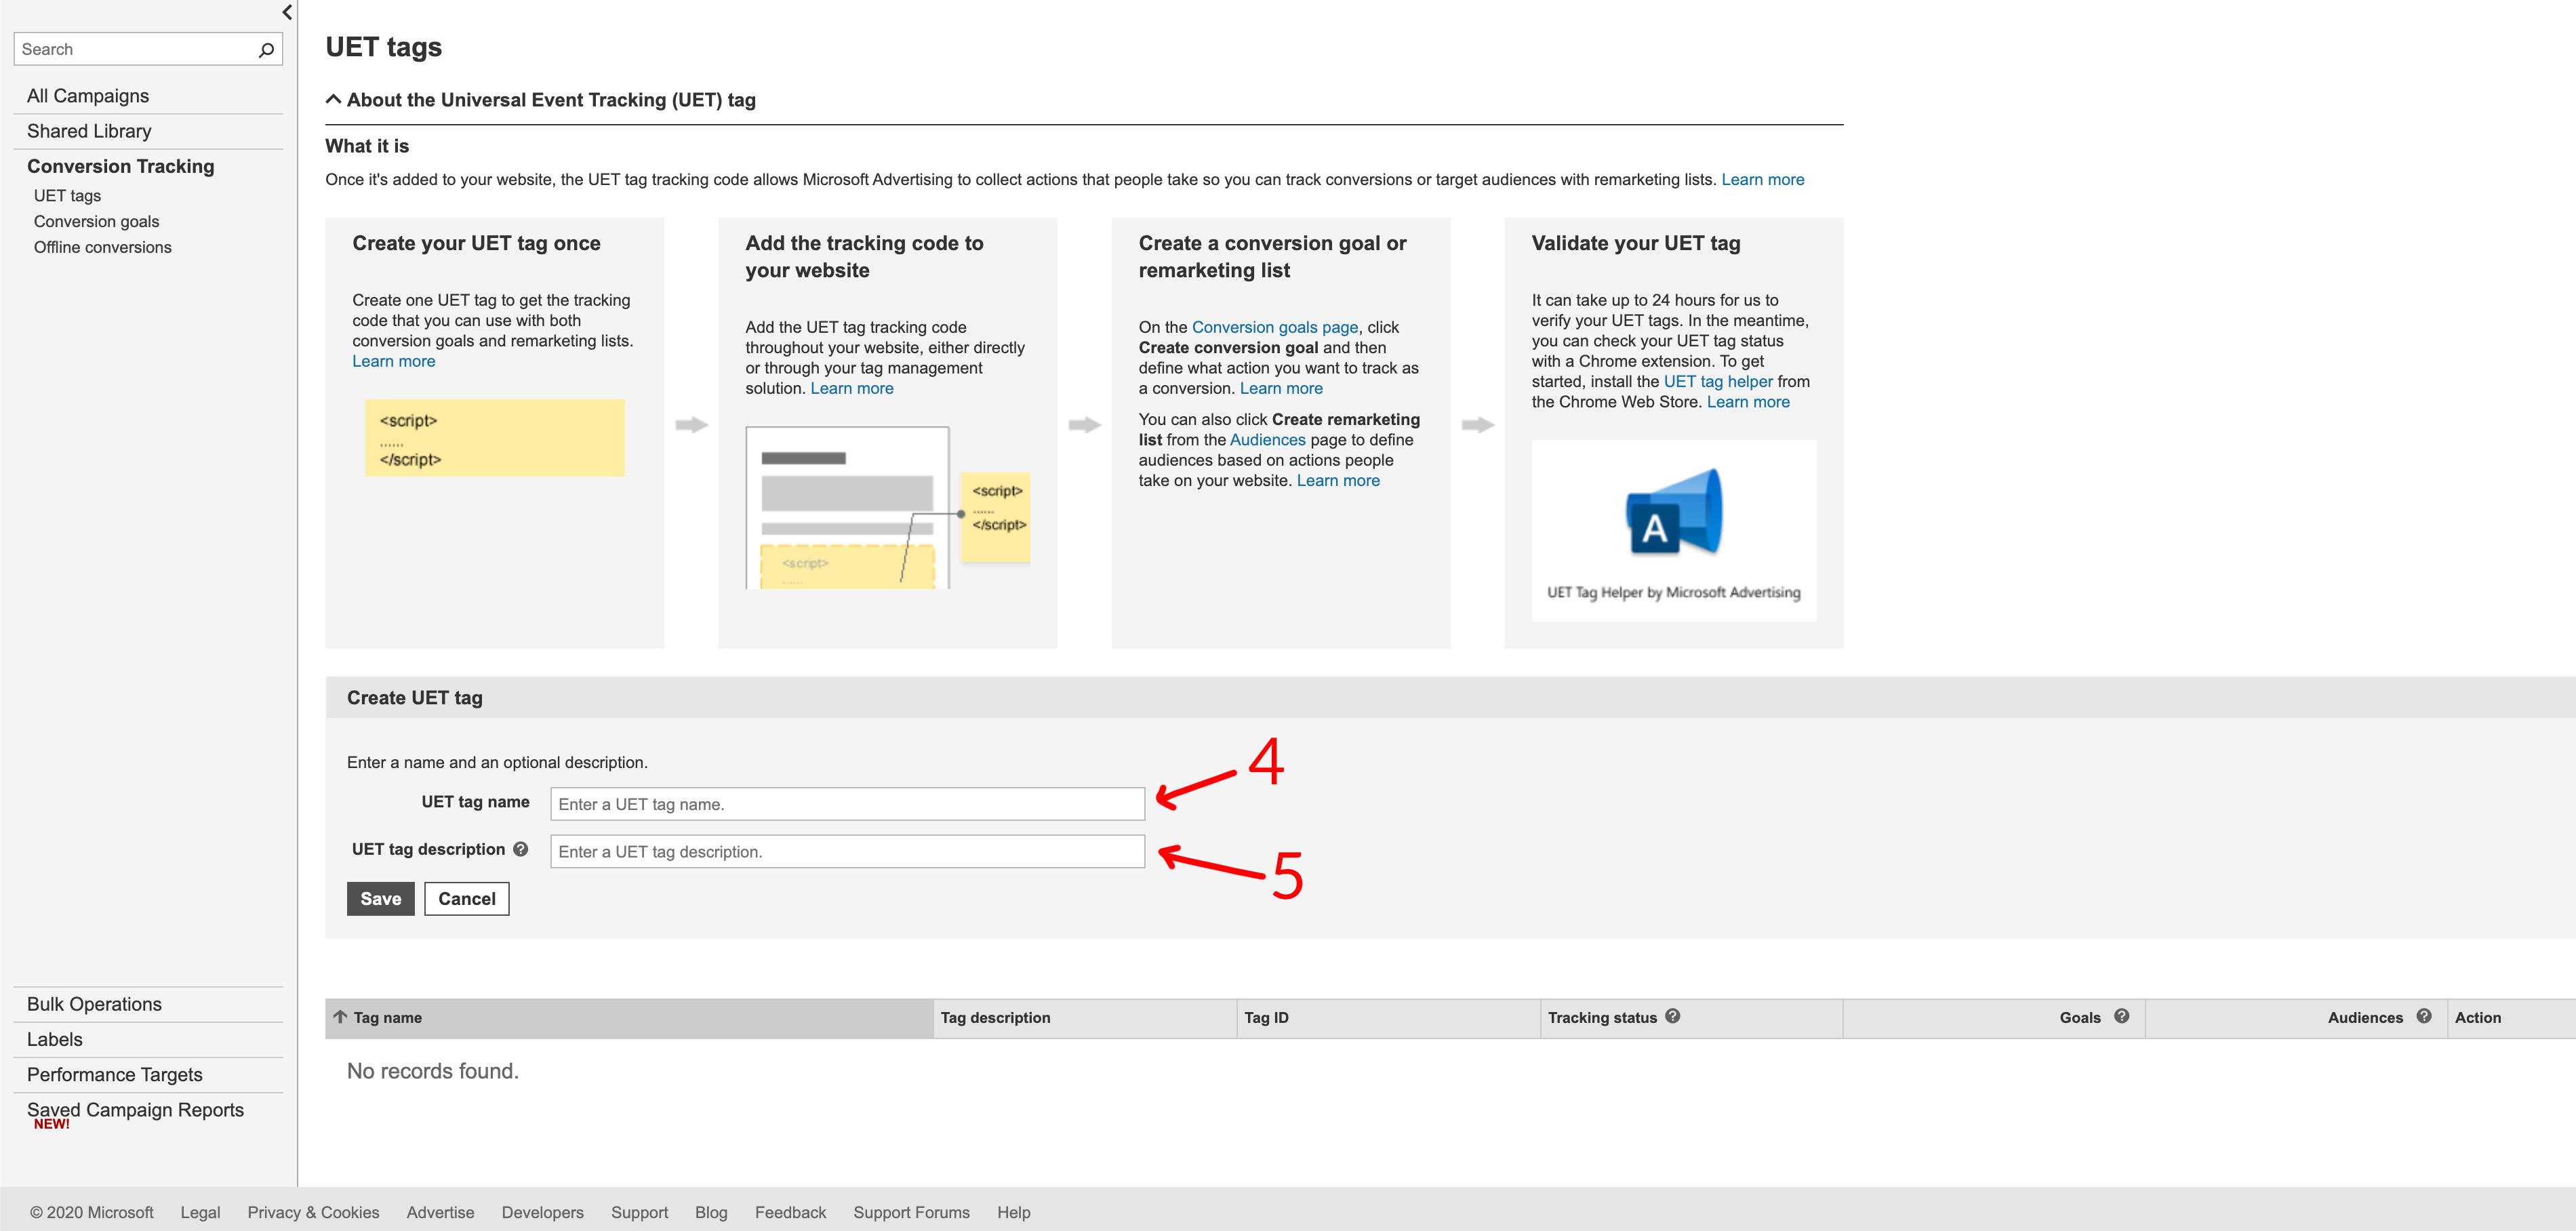 Search
All Campaigns
Shared Library
Conversion Tracking
UET tags
Conversion goals
Offline conversions
Bulk Operations
Labels
Performance Targets
Saved Campaign Reports
NEW!
UET tags
About the Universal Event Tracking (UET) tag
What it is
Once it's added to your website, the UET tag tracking code allows Microsoft Advertising to collect actions that people take so you can track conversions or target audiences with remarketing lists. Learn more
Create your UET tag once
Create one UET tag to get the tracking
code that you can use with both
conversion goals and remarketing lists.
Learn more
<script>
......
</script>
Add the tracking code to
your website
Add the UET tag tracking code
throughout your website, either directly
or through your tag management
solution. Learn more
<script>
......
</script>
<script>
......
Create a conversion goal or
remarketing list
On the Conversion goals page, click
Create conversion goal and then
define what action you want to track as
a conversion. Learn more
You can also click Create remarketing
list from the Audiences page to define
audiences based on actions people
take on your website. Learn more
Validate your UET tag
It can take up to 24 hours for us to
verify your UET tags. In the meantime,
you can check your UET tag status
with a Chrome extension. To get
started, install the UET tag helper from
the Chrome Web Store. Learn more
A
UET Tag Helper by Microsoft Advertising
Create UET tag
Enter a name and an optional description.
UET tag name Enter a UET tag name.
4
UET tag description ? Enter a UET tag description.
5
Save Cancel
Tag name Tag description Tag ID Tracking status ? Goals ? Audiences ? Action
No records found.
© 2020 Microsoft Legal Privacy & Cookies Advertise Developers Support Blog Feedback Support Forums Help